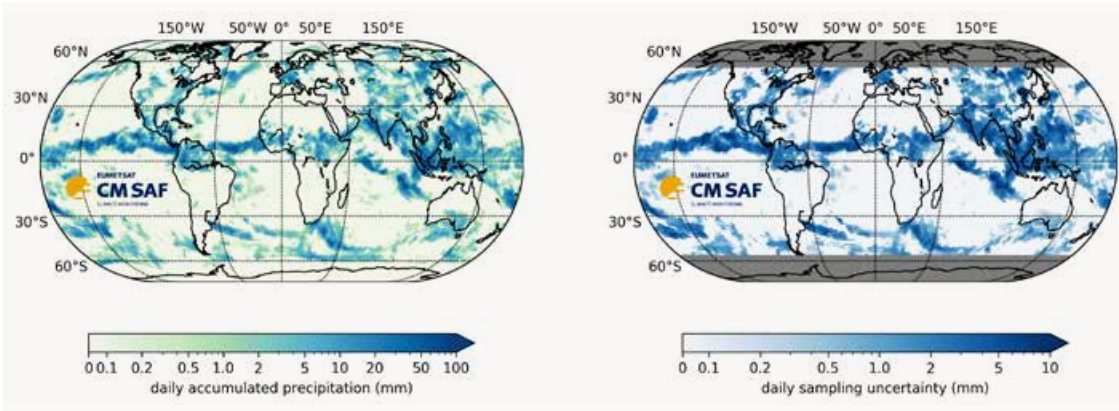 150°W 50°W 0° 50°E 150°E
60°N
30°N
0°
30°S
60°S
EUMETSAT
CM SAF
0 0.1 0.2 0.5 1.0 2 5 10 20 50 100
daily accumulated precipitation (mm)
150°W 50°W 0° 50°E 150°E
60°N
30°N
0°
30°S
60°S
EUMETSAT
CM SAF
0 0.1 0.2 0.5 1.0 2 5 10
daily sampling uncertainty (mm)